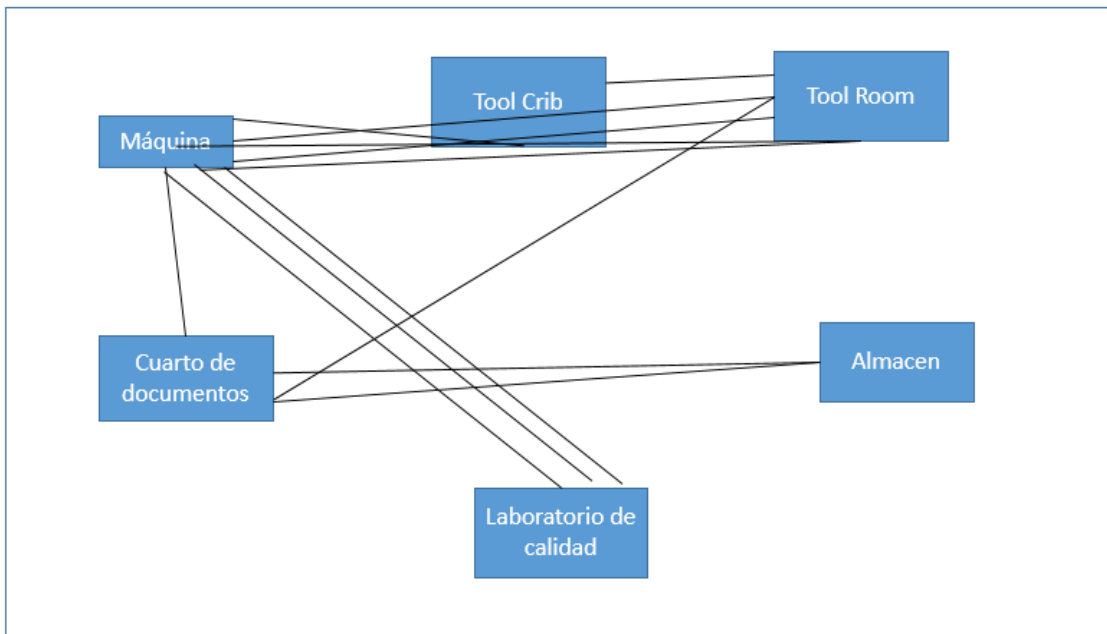 Tool Crib
Tool Room
Máquina
Cuarto de
documentos
Almacen
Laboratorio de
calidad